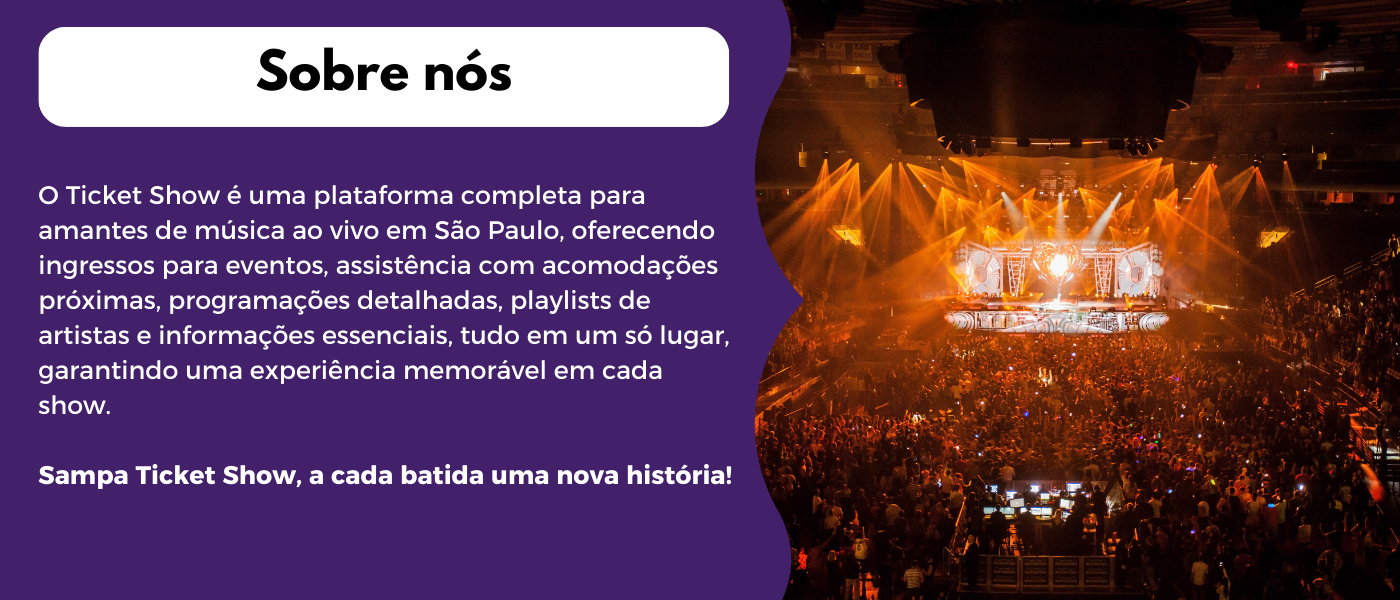 Sobre nós
O Ticket Show é uma plataforma completa para
amantes de música ao vivo em São Paulo, oferecendo
ingressos para eventos, assistência com acomodações
próximas, programações detalhadas, playlists de
artistas e informações essenciais, tudo em um só lugar,
garantindo uma experiência memorável em cada
show.
Sampa Ticket Show, a cada batida uma nova história!